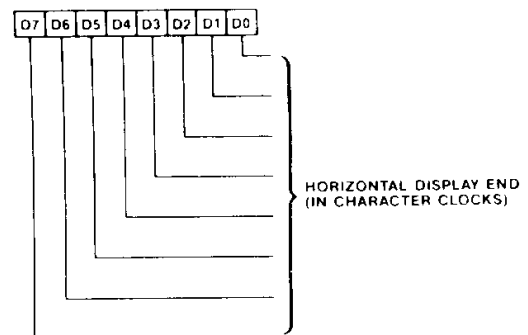 D7 D6 D5 D4 D3 D2 D1 D0
HORIZONTAL DISPLAY END
(IN CHARACTER CLOCKS)